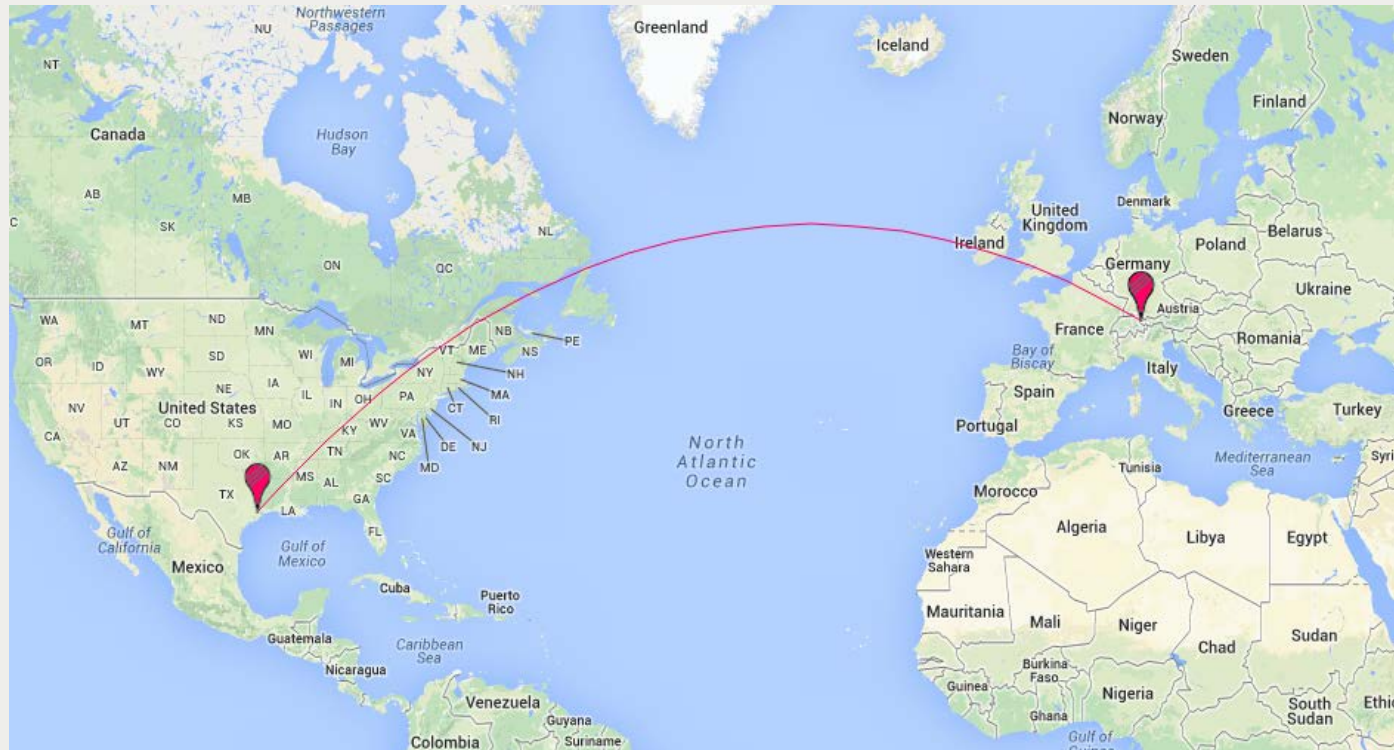 Northwestern
Passages
NU
Greenland
Iceland
Sweden
NT
Finland
Norway
Canada
Hudson
Bay
AB
MB
SK
NL
ON
QC
United
Kingdom
Denmark
Ireland
Poland
Belarus
Germany
Ukraine
WA
MT
ND
MN
NB
PE
VT
ME
NS
OR
ID
SD
WI
MI
NY
NH
WY
Austria
France
Romania
Bay of
Biscay
Italy
NE
IA
IL
IN
OH
PA
MA
CT
RI
NV
UT
CO
United States
KS
MO
KY
WV
VA
DE
NJ
MD
Spain
Portugal
Greece
Turkey
CA
AZ
NM
OK
AR
TN
NC
SC
MS
AL
GA
TX
LA
FL
North
Atlantic
Ocean
Tunisia
Mediterranean
Sea
Syri
Morocco
Gulf of
California
Gulf of
Mexico
Mexico
Algeria
Libya
Egypt
Western
Sahara
Cuba
Puerto
Rico
Mauritania
Mali
Niger
Chad
Sudan
Guatemala
Caribbean
Sea
Nicaragua
Burkina
Faso
Guinea
Nigeria
Venezuela
Guyana
Suriname
Colombia
Ghana
South
Sudan
Ethi
Gulf of